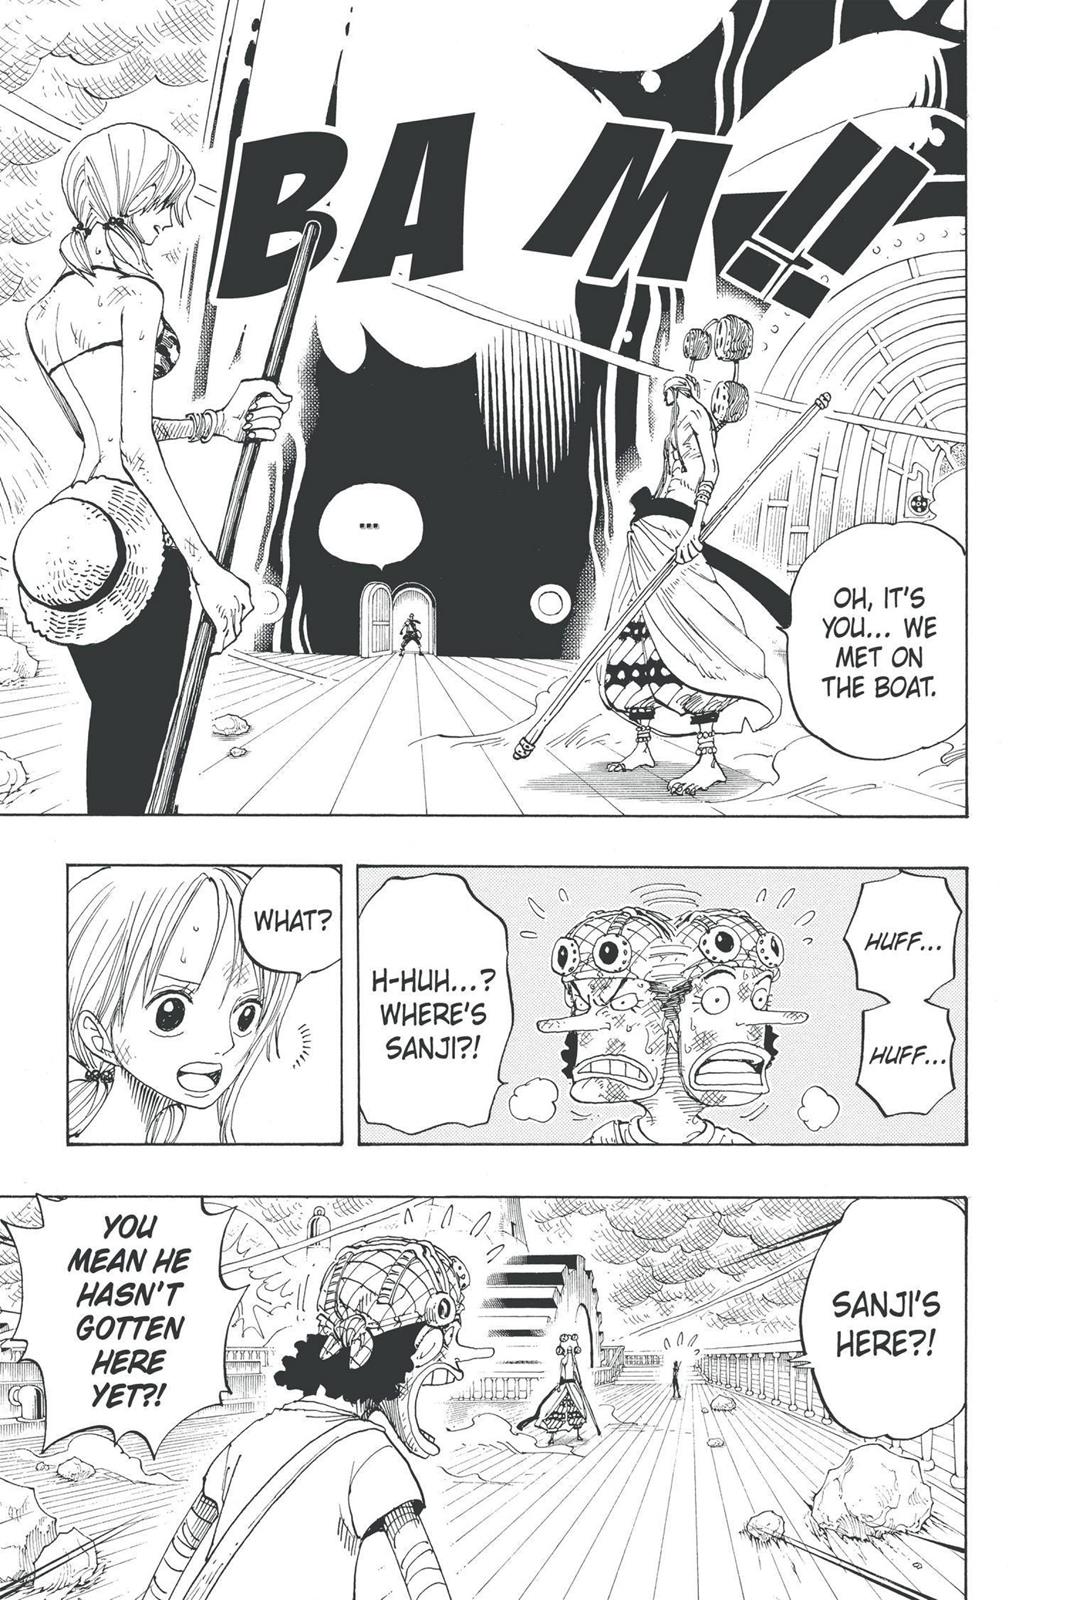 BAM!!
...
OH, IT'S
YOU... WE
MET ON
THE BOAT.
HUFF...
HUFF...
H-HUH...?
WHERE'S
SANJI?!
WHAT?
SANJI'S
HERE?!
YOU
MEAN HE
HASN'T
GOTTEN
HERE
YET?!